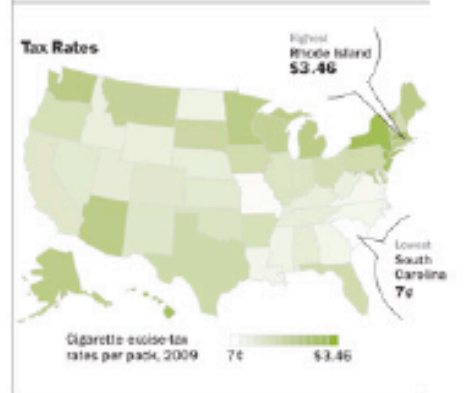 Tax Rates
Highest
Rhode Island
$3.46
Lowest
South
Carolina
7¢
Cigarette excise-tax
rates per pack, 2009
7¢
$3.46